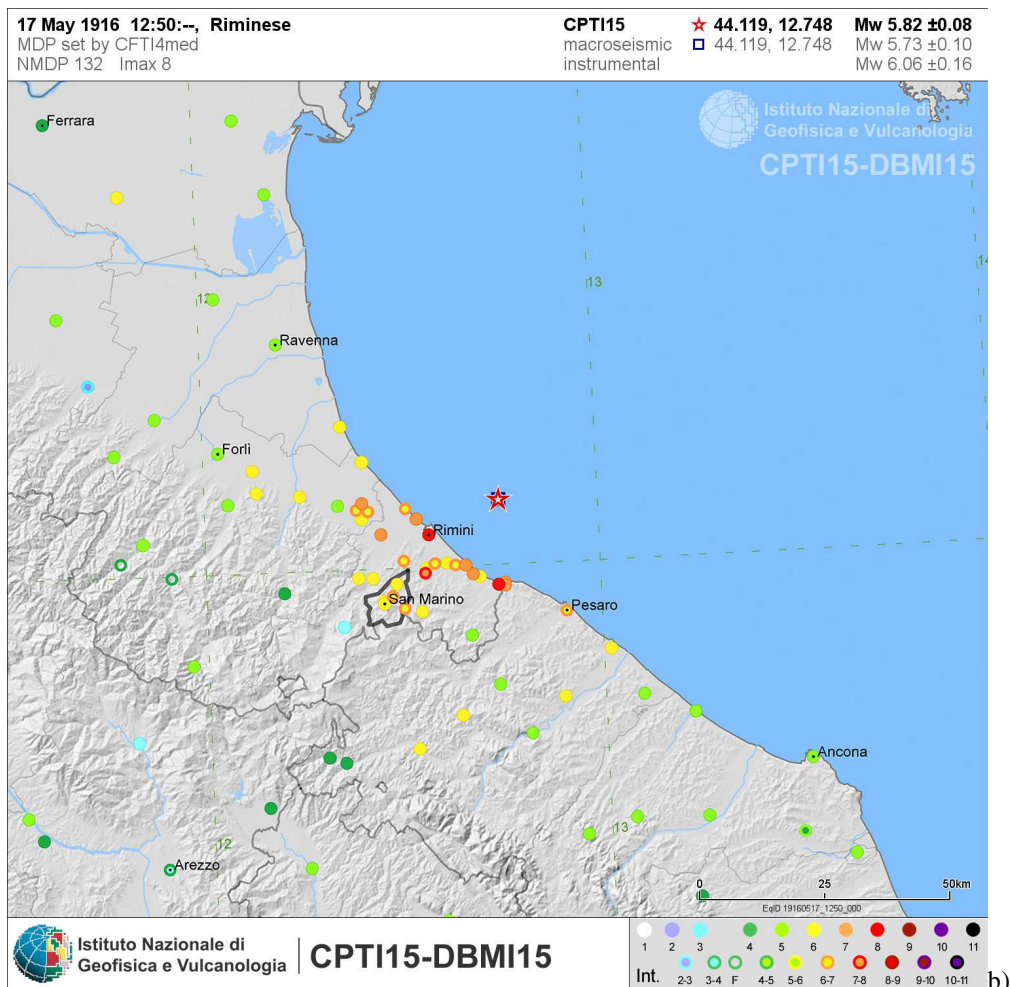 17 May 1916 12:50:--, Riminese
MDP set by CFTI4med
NMDP 132 Imax 8
CPTI15 44.119, 12.748 Mw 5.82 ±0.08
macroseismic 44.119, 12.748 Mw 5.73 ±0.10
instrumental Mw 6.06 ±0.16
Ferrara
Istituto Nazionale di
Geofisica e Vulcanologia
CPTI15-DBMI15
13
14
12
Ravenna
Forlì
Rimini
San Marino
Pesaro
Ancona
13
12
Arezzo
0 25 50km
EqID 19160517_1250_000
Istituto Nazionale di
Geofisica e Vulcanologia
CPTI15-DBMI15
1 2 3 4 5 6 7 8 9 10 11
Int. 2-3 3-4 F 4-5 5-6 6-7 7-8 8-9 9-10 10-11
b)